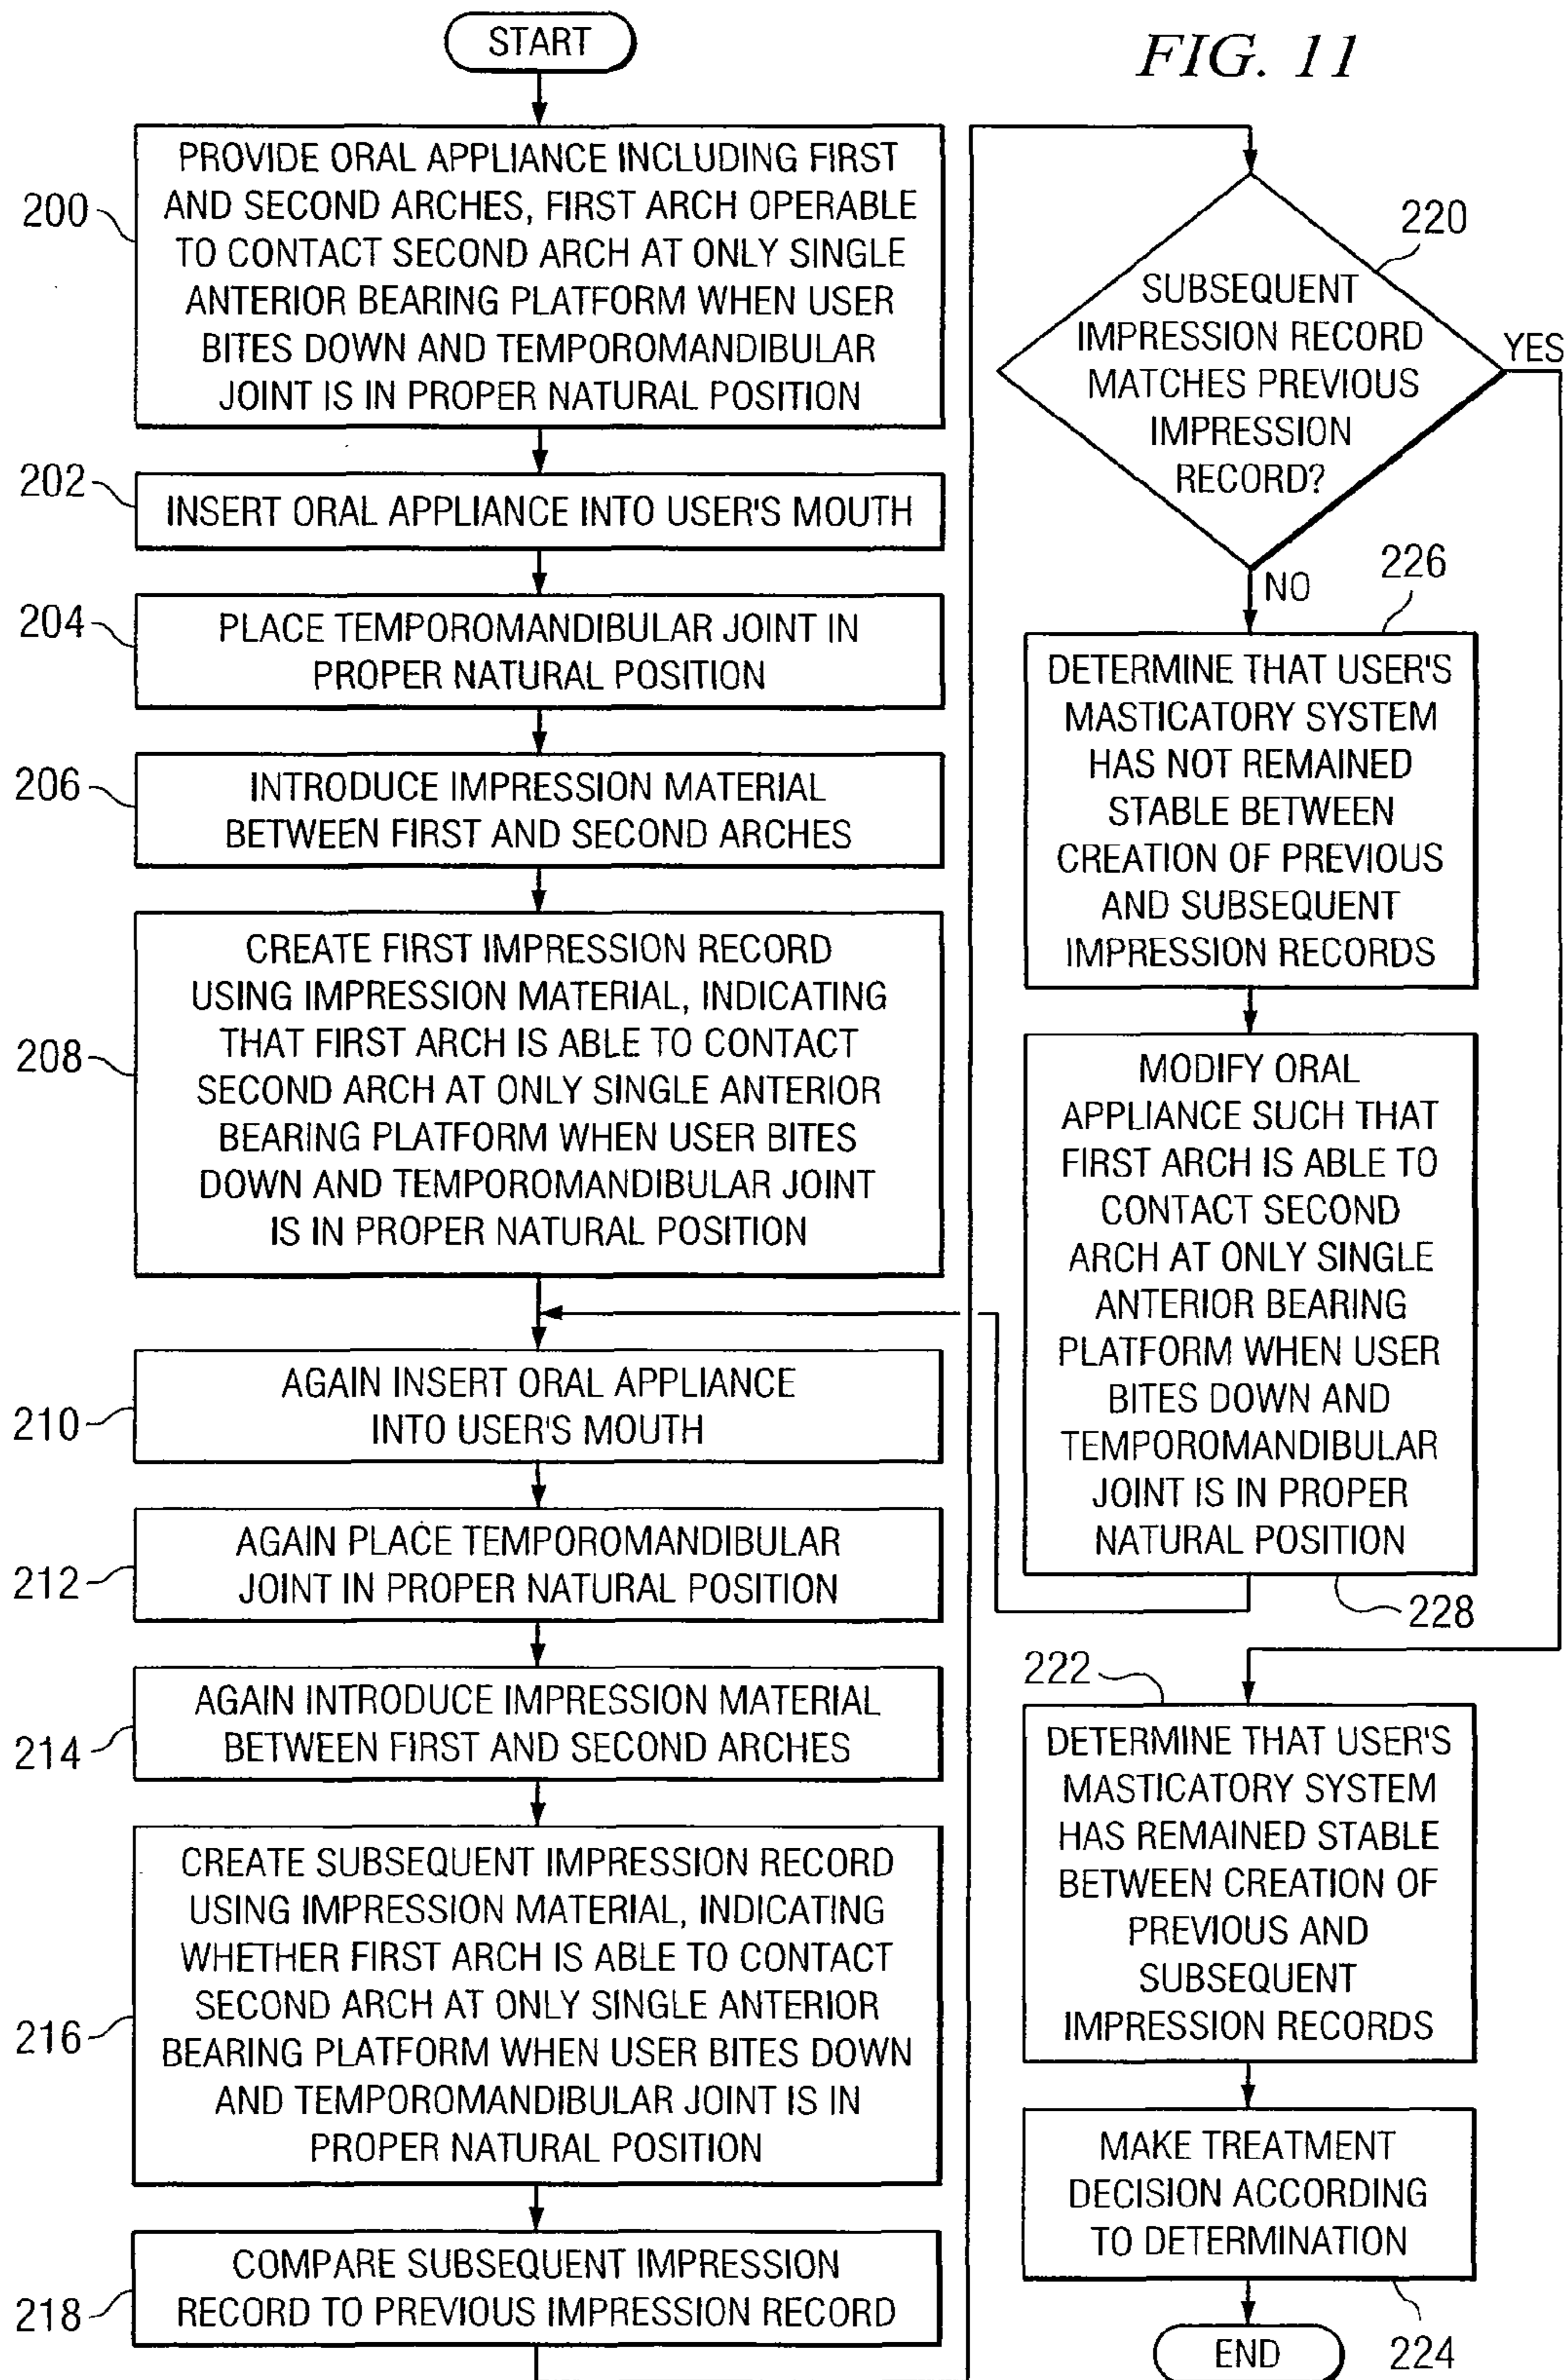 START
FIG. 11
200
PROVIDE ORAL APPLIANCE INCLUDING FIRST
AND SECOND ARCHES, FIRST ARCH OPERABLE
TO CONTACT SECOND ARCH AT ONLY SINGLE
ANTERIOR BEARING PLATFORM WHEN USER
BITES DOWN AND TEMPOROMANDIBULAR
JOINT IS IN PROPER NATURAL POSITION
202
INSERT ORAL APPLIANCE INTO USER'S MOUTH
204
PLACE TEMPOROMANDIBULAR JOINT IN
PROPER NATURAL POSITION
206
INTRODUCE IMPRESSION MATERIAL
BETWEEN FIRST AND SECOND ARCHES
208
CREATE FIRST IMPRESSION RECORD
USING IMPRESSION MATERIAL, INDICATING
THAT FIRST ARCH IS ABLE TO CONTACT
SECOND ARCH AT ONLY SINGLE ANTERIOR
BEARING PLATFORM WHEN USER BITES
DOWN AND TEMPOROMANDIBULAR JOINT
IS IN PROPER NATURAL POSITION
210
AGAIN INSERT ORAL APPLIANCE
INTO USER'S MOUTH
212
AGAIN PLACE TEMPOROMANDIBULAR
JOINT IN PROPER NATURAL POSITION
214
AGAIN INTRODUCE IMPRESSION MATERIAL
BETWEEN FIRST AND SECOND ARCHES
216
CREATE SUBSEQUENT IMPRESSION RECORD
USING IMPRESSION MATERIAL, INDICATING
WHETHER FIRST ARCH IS ABLE TO CONTACT
SECOND ARCH AT ONLY SINGLE ANTERIOR
BEARING PLATFORM WHEN USER BITES DOWN
AND TEMPOROMANDIBULAR JOINT IS IN
PROPER NATURAL POSITION
218
COMPARE SUBSEQUENT IMPRESSION
RECORD TO PREVIOUS IMPRESSION RECORD
220
SUBSEQUENT
IMPRESSION RECORD
MATCHES PREVIOUS
IMPRESSION
RECORD?
YES
NO
226
DETERMINE THAT USER'S
MASTICATORY SYSTEM
HAS NOT REMAINED
STABLE BETWEEN
CREATION OF PREVIOUS
AND SUBSEQUENT
IMPRESSION RECORDS
MODIFY ORAL
APPLIANCE SUCH THAT
FIRST ARCH IS ABLE TO
CONTACT SECOND
ARCH AT ONLY SINGLE
ANTERIOR BEARING
PLATFORM WHEN USER
BITES DOWN AND
TEMPOROMANDIBULAR
JOINT IS IN PROPER
NATURAL POSITION
228
222
DETERMINE THAT USER'S
MASTICATORY SYSTEM
HAS REMAINED STABLE
BETWEEN CREATION OF
PREVIOUS AND
SUBSEQUENT
IMPRESSION RECORDS
MAKE TREATMENT
DECISION ACCORDING
TO DETERMINATION
224
END